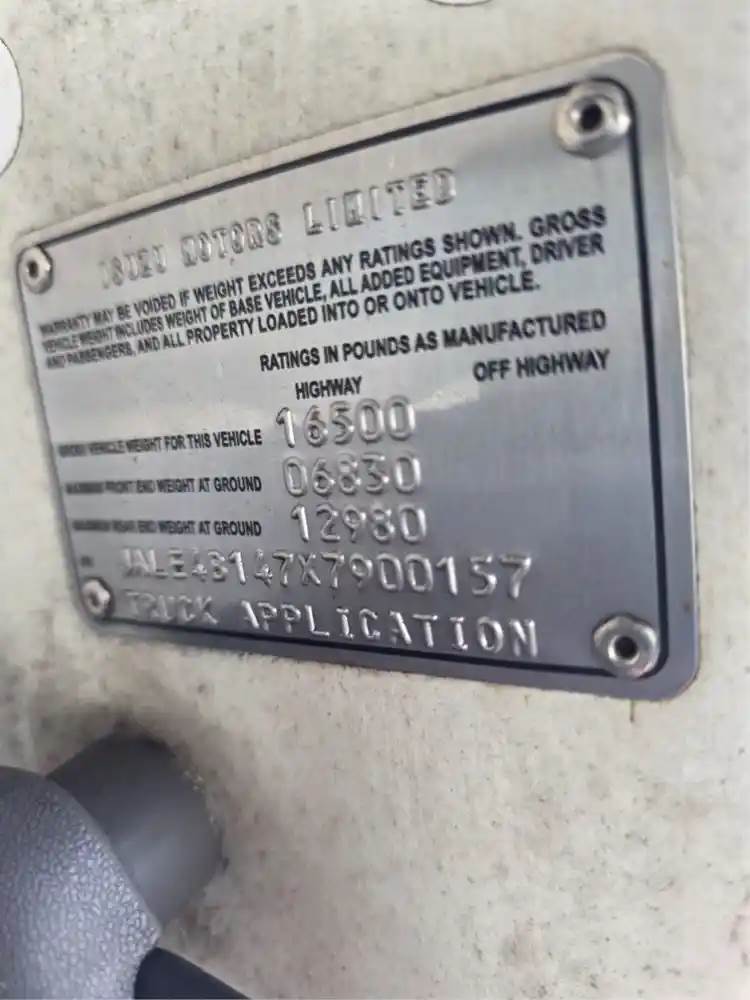 ISUZU MOTORS LIMITED
WARRANTY MAY BE VOIDED IF WEIGHT EXCEEDS ANY RATINGS SHOWN. GROSS
VEHICLE WEIGHT INCLUDES WEIGHT OF BASE VEHICLE, ALL ADDED EQUIPMENT, DRIVER
AND PASSENGERS, AND ALL PROPERTY LOADED INTO OR ONTO VEHICLE.
RATINGS IN POUNDS AS MANUFACTURED
HIGHWAY OFF HIGHWAY
GROSS VEHICLE WEIGHT FOR THIS VEHICLE 16500
MAXIMUM FRONT END WEIGHT AT GROUND 06830
MAXIMUM REAR END WEIGHT AT GROUND 12980
JALE4B147X7900157
TRUCK APPLICATION